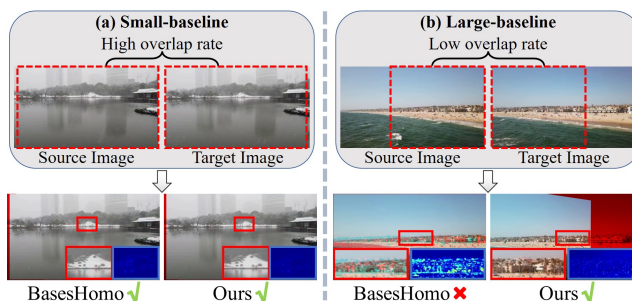 (a) Small-baseline
High overlap rate
Source Image
Target Image
BasesHomo ✓
Ours ✓
(b) Large-baseline
Low overlap rate
Source Image
Target Image
BasesHomo ✖
Ours ✓